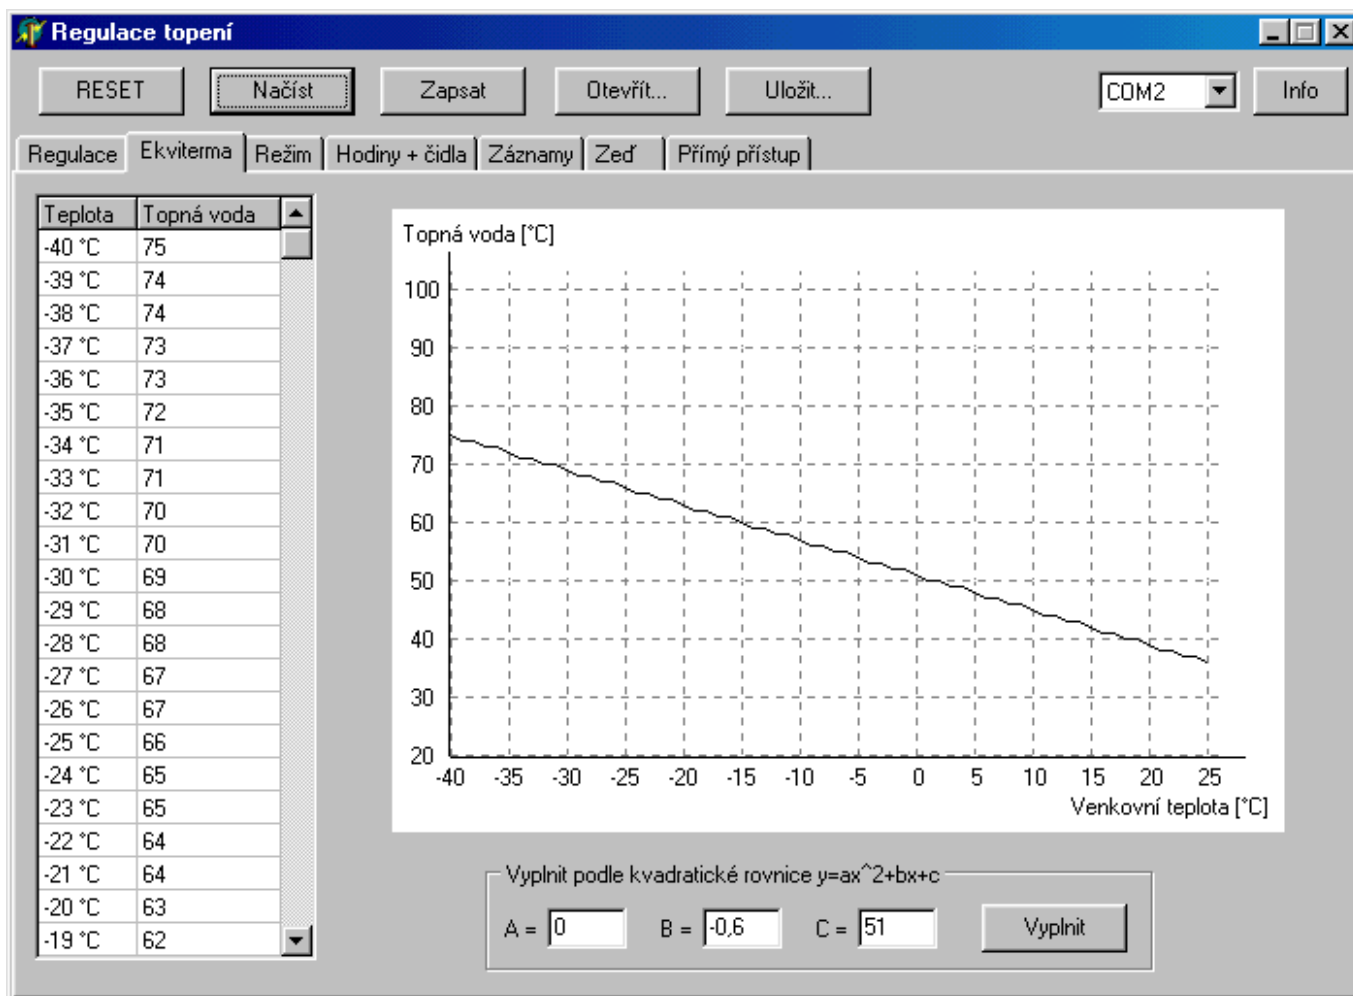 Regulace topení
RESET Načíst Zapsat Otevřít... Uložit... COM2 Info
Regulace Ekviterma Režim Hodiny + čidla Záznamy Zeď Přímý přístup
Teplota Topná voda
-40 °C 75
-39 °C 74
-38 °C 74
-37 °C 73
-36 °C 73
-35 °C 72
-34 °C 71
-33 °C 71
-32 °C 70
-31 °C 70
-30 °C 69
-29 °C 68
-28 °C 68
-27 °C 67
-26 °C 67
-25 °C 66
-24 °C 65
-23 °C 65
-22 °C 64
-21 °C 64
-20 °C 63
-19 °C 62
Topná voda [°C]
100
90
80
70
60
50
40
30
20
-40 -35 -30 -25 -20 -15 -10 -5 0 5 10 15 20 25
Venkovní teplota [°C]
Vyplnit podle kvadratické rovnice y=ax^2+bx+c
A = 0 B = -0,6 C = 51 Vyplnit